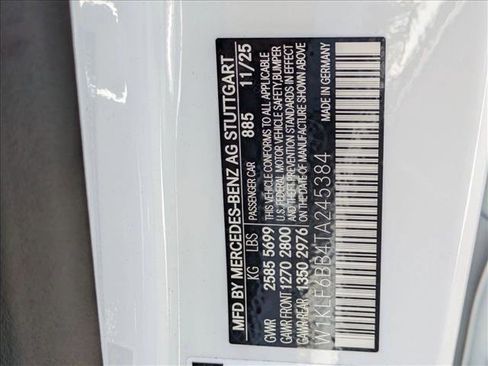 MFD BY MERCEDES-BENZ AG STUTTGART
PASSENGER CAR 885 11/25
KG LBS
GVWR 2585 5699
GAWR FRONT 1270 2800
GAWR REAR 1350 2976
THIS VEHICLE CONFORMS TO ALL APPLICABLE
U.S. FEDERAL MOTOR VEHICLE SAFETY, BUMPER
AND THEFT PREVENTION STANDARDS IN EFFECT
ON THE DATE OF MANUFACTURE SHOWN ABOVE
MADE IN GERMANY
W1KLF6BB4TA245384